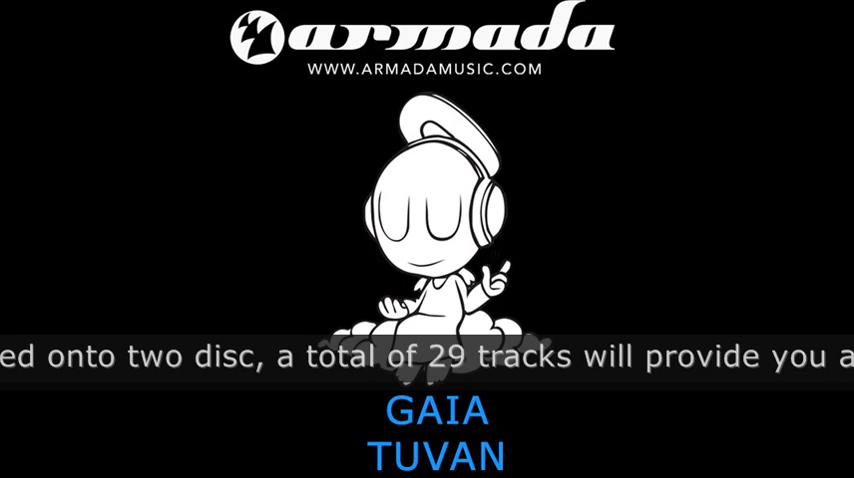 armada
WWW.ARMADAMUSIC.COM
ed onto two disc, a total of 29 tracks will provide you a
GAIA
TUVAN